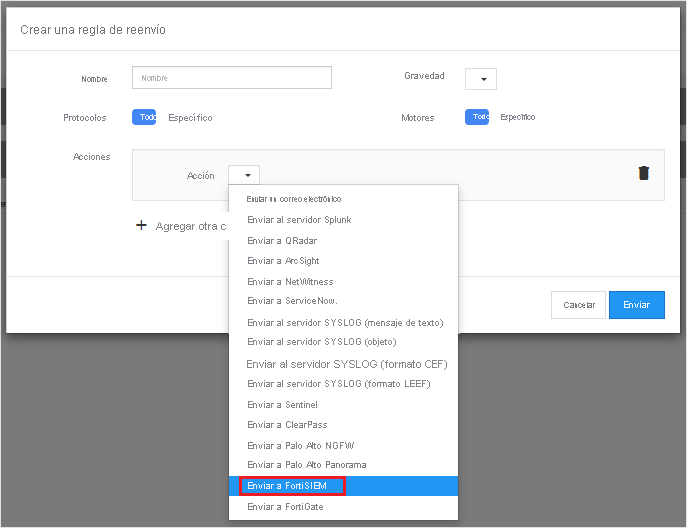 Crear una regla de reenvío
Nombre
Nombre
Gravedad
Protocolos
Todo
Específico
Motores
Todo
Específico
Acciones
Acción
Enviar un correo electrónico
Enviar al servidor Splunk
Agregar otra c
Enviar a QRadar
Enviar a ArcSight
Enviar a NetWitness
Enviar a ServiceNow.
Cancelar
Enviar
Enviar al servidor SYSLOG (mensaje de texto)
Enviar al servidor SYSLOG (objeto)
Enviar al servidor SYSLOG (formato CEF)
Enviar al servidor SYSLOG (formato LEEF)
Enviar a Sentinel
Enviar a ClearPass
Enviar a Palo Alto NGFW
Enviar a Palo Alto Panorama
Enviar a FortiSIEM
Enviar a FortiGate